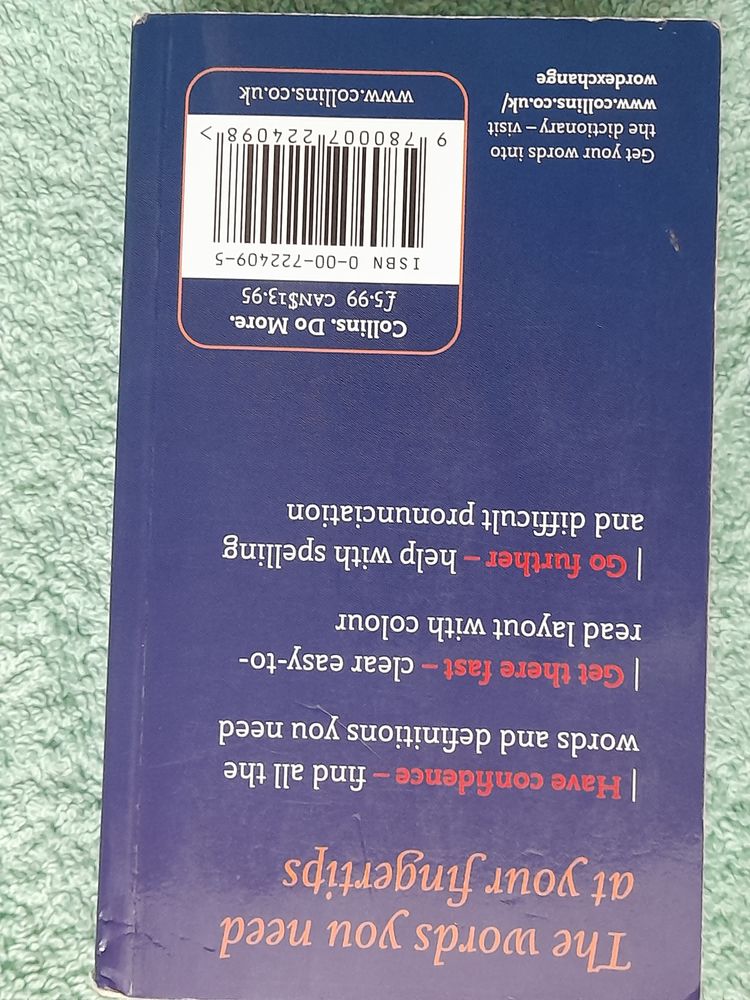 The words you need
at your fingertips
| Have confidence – find all the
words and definitions you need
| Get there fast – clear easy-to-
read layout with colour
| Go further – help with spelling
and difficult pronunciation
Get your words into
the dictionary – visit
www.collins.co.uk/
wordexchange
Collins. Do More.
£5.99 CAN$13.95
ISBN 0-00-722409-5
9 780007 224098 >
www.collins.co.uk